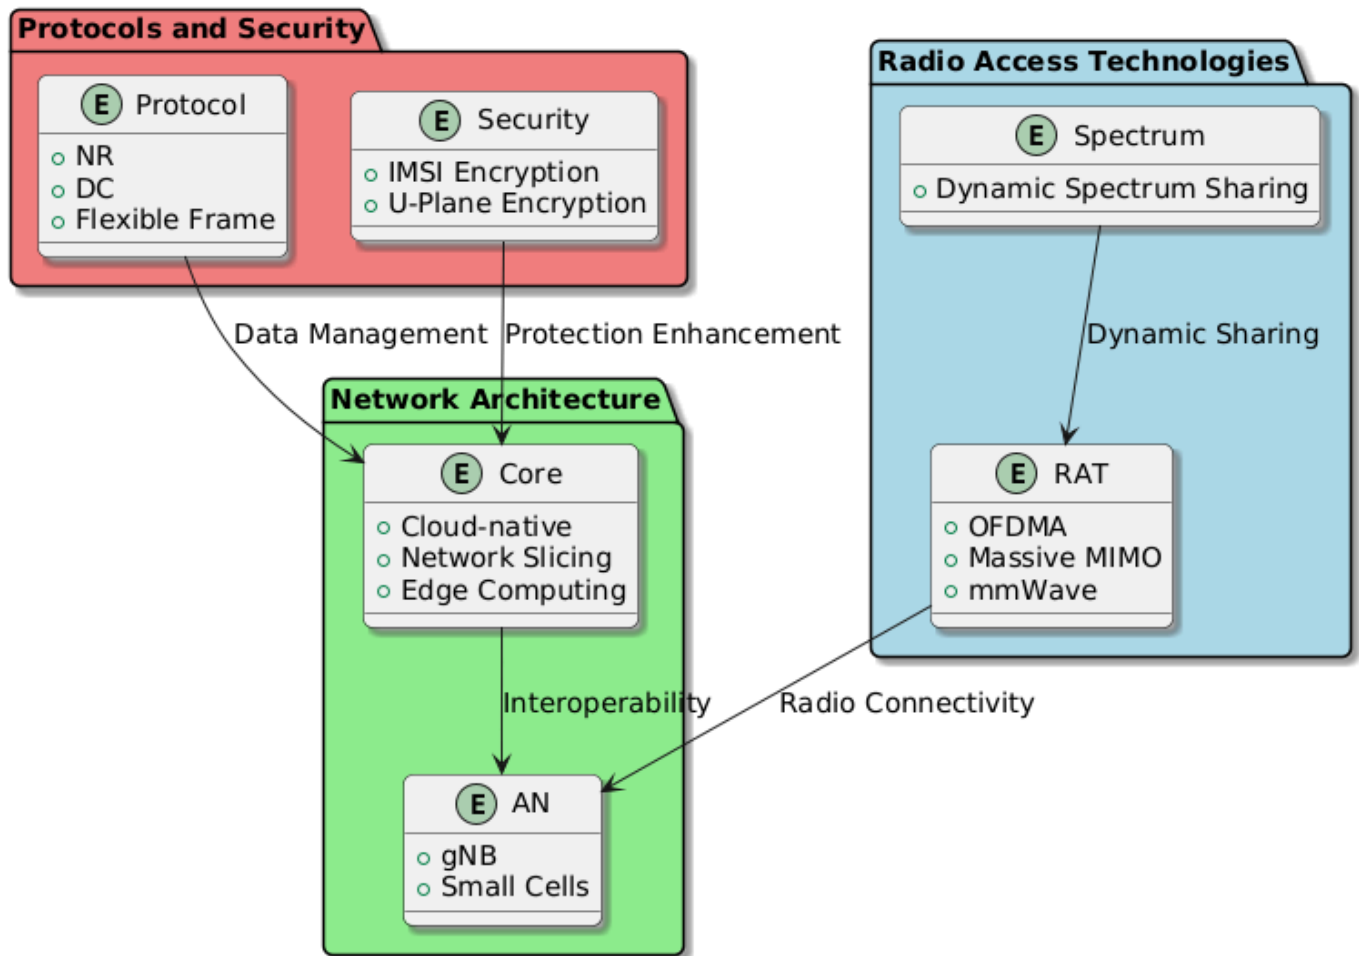 Protocols and Security
E Protocol
NR
DC
Flexible Frame
E Security
IMSI Encryption
U-Plane Encryption
Radio Access Technologies
E Spectrum
Dynamic Spectrum Sharing
Data Management
Protection Enhancement
Dynamic Sharing
Network Architecture
E Core
Cloud-native
Network Slicing
Edge Computing
E RAT
OFDMA
Massive MIMO
mmWave
Interoperability
Radio Connectivity
E AN
gNB
Small Cells